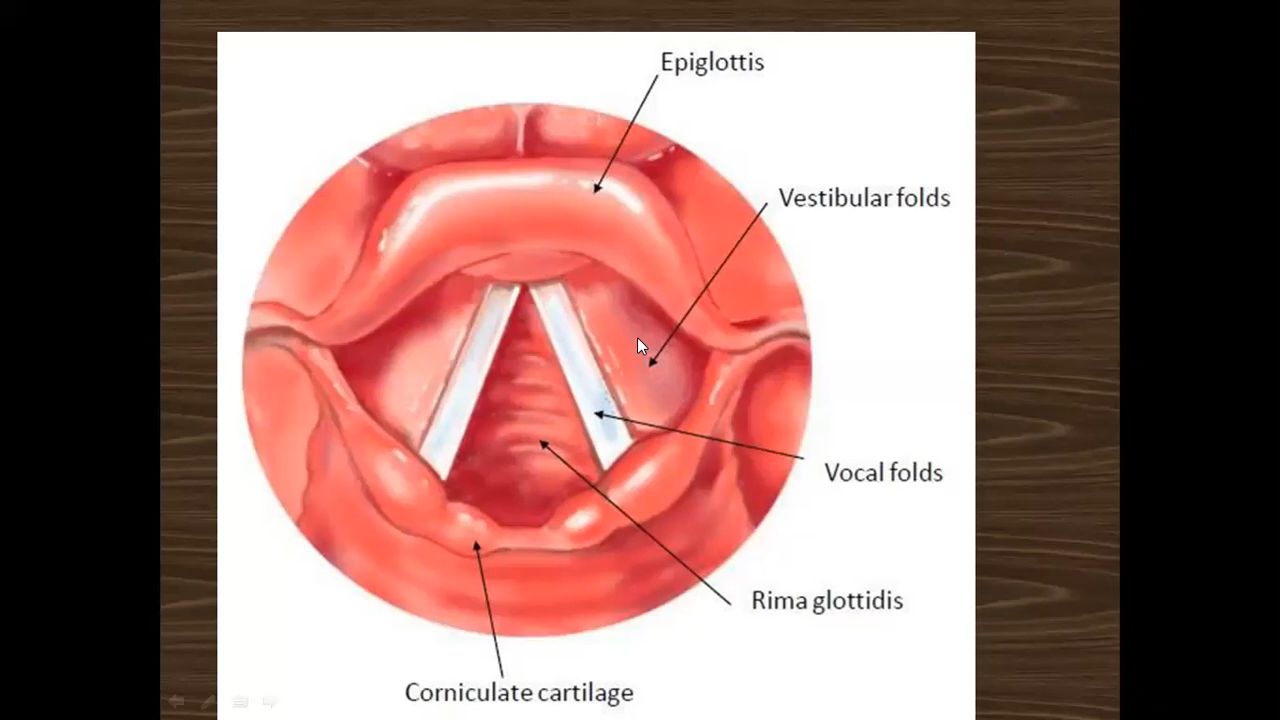 Epiglottis
Vestibular folds
Vocal folds
Rima glottidis
Corniculate cartilage